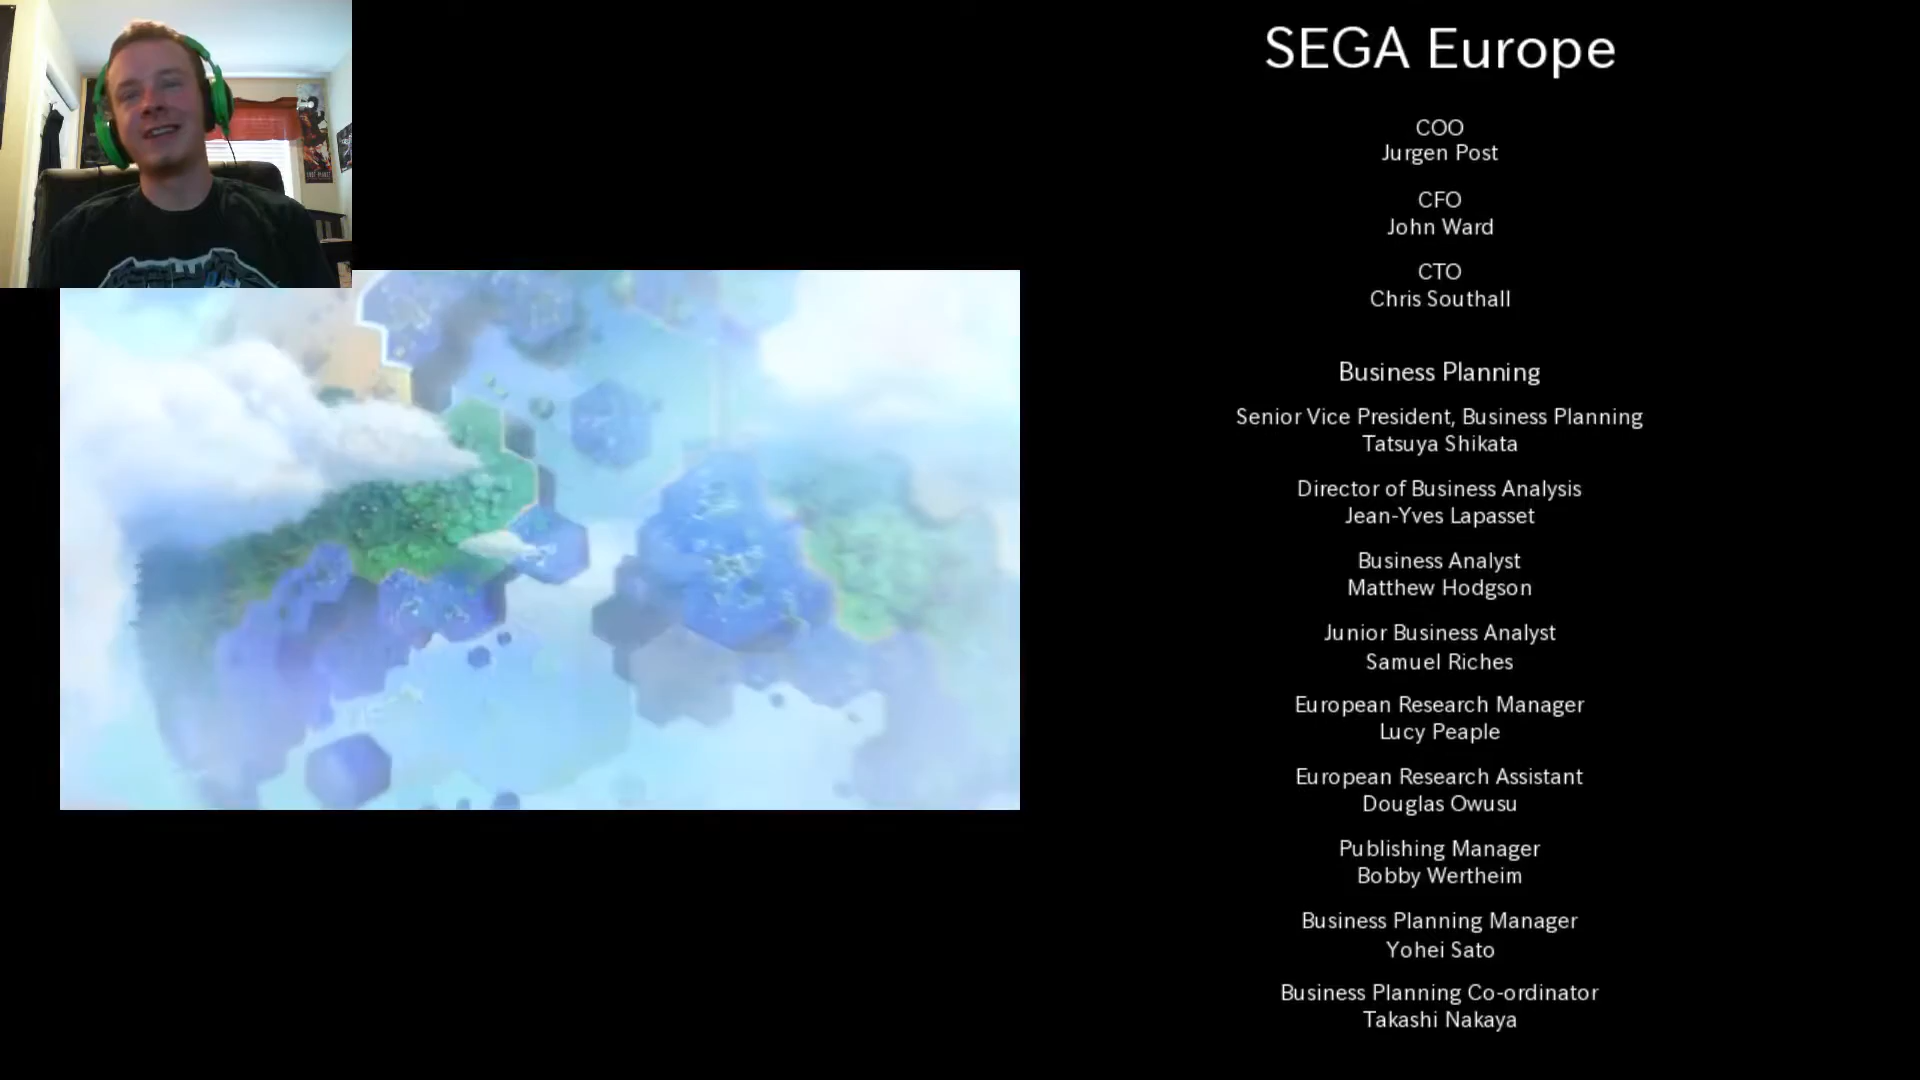 SEGA Europe
COO
Jurgen Post
CFO
John Ward
CTO
Chris Southall
Business Planning
Senior Vice President, Business Planning
Tatsuya Shikata
Director of Business Analysis
Jean-Yves Lapasset
Business Analyst
Matthew Hodgson
Junior Business Analyst
Samuel Riches
European Research Manager
Lucy Peaple
European Research Assistant
Douglas Owusu
Publishing Manager
Bobby Wertheim
Business Planning Manager
Yohei Sato
Business Planning Co-ordinator
Takashi Nakaya